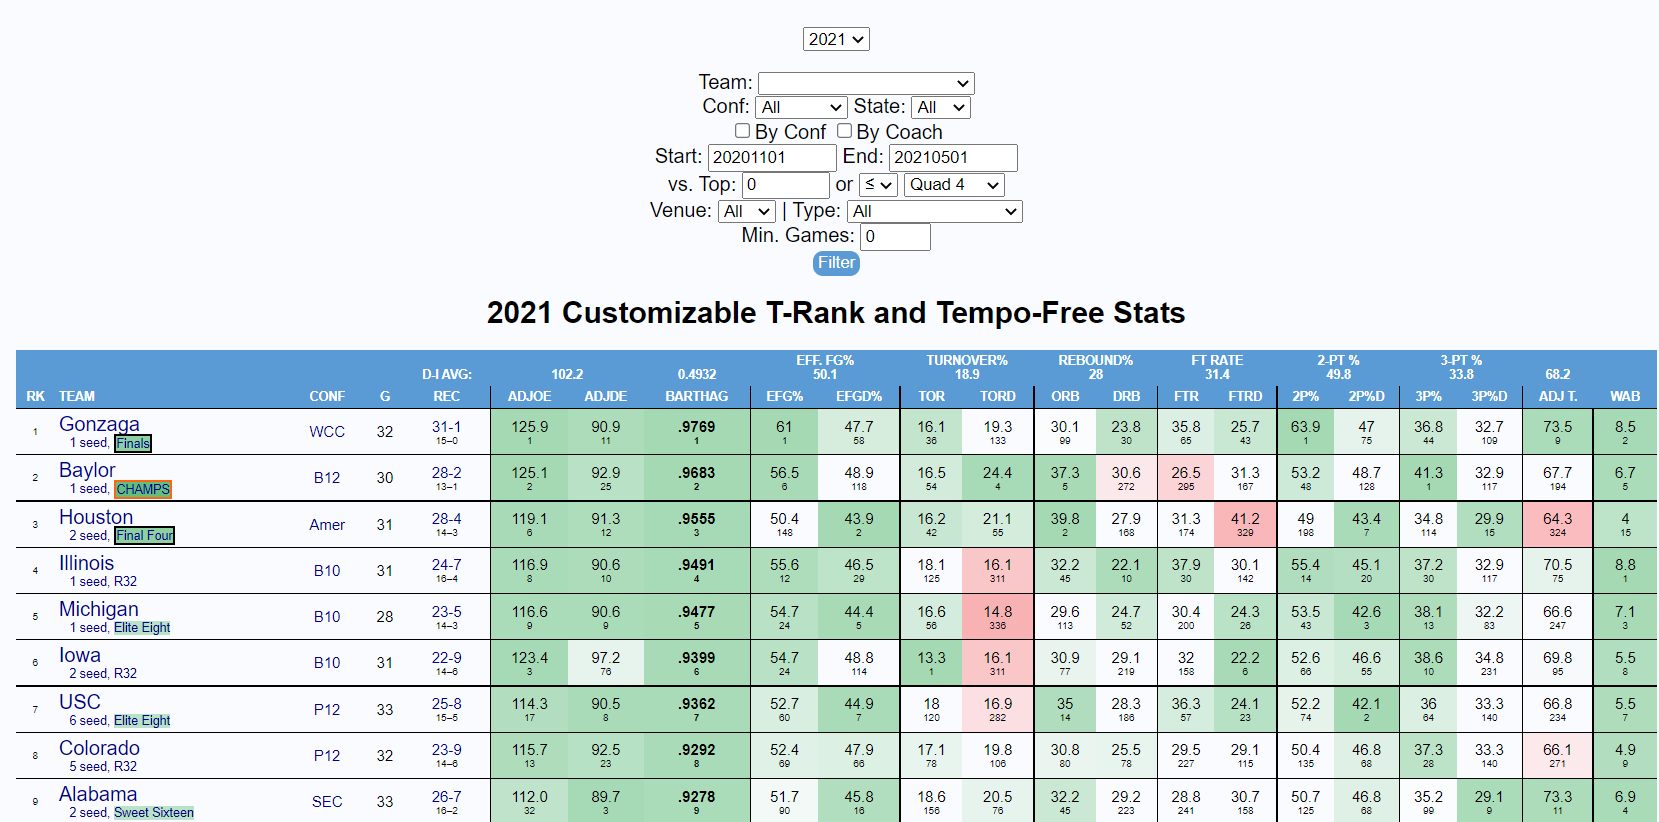 2021
Team:
Conf: All State: All
By Conf By Coach
Start: 20201101 End: 20210501
vs. Top: 0 or ≤ Quad 4
Venue: All | Type: All
Min. Games: 0
Filter
2021 Customizable T-Rank and Tempo-Free Stats
EFF. FG% TURNOVER% REBOUND% FT RATE 2-PT % 3-PT %
D-I AVG: 102.2 0.4932 50.1 18.9 28 31.4 49.8 33.8 68.2
RK TEAM CONF G REC ADJOE ADJDE BARTHAG EFG% EFGD% TOR TORD ORB DRB FTR FTRD 2P% 2P%D 3P% 3P%D ADJ T. WAB
1 Gonzaga WCC 32 31-1 125.9 90.9 .9769 61 47.7 16.1 19.3 30.1 23.8 35.8 25.7 63.9 47 36.8 32.7 73.5 8.5
1 seed, Finals 15–0 1 11 1 1 58 36 133 99 30 65 43 1 75 44 109 9 2
2 Baylor B12 30 28-2 125.1 92.9 .9683 56.5 48.9 16.5 24.4 37.3 30.6 26.5 31.3 53.2 48.7 41.3 32.9 67.7 6.7
1 seed, CHAMPS 13–1 2 25 2 6 118 54 4 5 272 295 167 48 128 1 117 194 5
3 Houston Amer 31 28-4 119.1 91.3 .9555 50.4 43.9 16.2 21.1 39.8 27.9 31.3 41.2 49 43.4 34.8 29.9 64.3 4
2 seed, Final Four 14–3 6 12 3 148 2 42 55 2 168 174 329 198 7 114 15 324 15
4 Illinois B10 31 24-7 116.9 90.6 .9491 55.6 46.5 18.1 16.1 32.2 22.1 37.9 30.1 55.4 45.1 37.2 32.9 70.5 8.8
1 seed, R32 16–4 8 10 4 12 29 125 311 45 10 30 142 14 20 30 117 75 1
5 Michigan B10 28 23-5 116.6 90.6 .9477 54.7 44.4 16.6 14.8 29.6 24.7 30.4 24.3 53.5 42.6 38.1 32.2 66.6 7.1
1 seed, Elite Eight 14–3 9 9 5 24 5 56 336 113 52 200 26 43 3 13 83 247 3
6 Iowa B10 31 22-9 123.4 97.2 .9399 54.7 48.8 13.3 16.1 30.9 29.1 32 22.2 52.6 46.6 38.6 34.8 69.8 5.5
2 seed, R32 14–6 3 76 6 24 114 1 311 77 219 158 6 66 55 10 231 95 8
7 USC P12 33 25-8 114.3 90.5 .9362 52.7 44.9 18 16.9 35 28.3 36.3 24.1 52.2 42.1 36 33.3 66.8 5.5
6 seed, Elite Eight 15–5 17 8 7 60 7 120 282 14 186 57 23 74 2 64 140 234 7
8 Colorado P12 32 23-9 115.7 92.5 .9292 52.4 47.9 17.1 19.8 30.8 25.5 29.5 29.1 50.4 46.8 37.3 33.3 66.1 4.9
5 seed, R32 14–6 13 23 8 69 66 78 106 80 78 227 115 135 68 28 140 271 9
9 Alabama SEC 33 26-7 112.0 89.7 .9278 51.7 45.8 18.6 20.5 32.2 29.2 28.8 30.7 50.7 46.8 35.2 29.1 73.3 6.9
2 seed, Sweet Sixteen 16–2 32 3 9 90 16 156 76 45 223 241 158 125 68 99 9 11 4